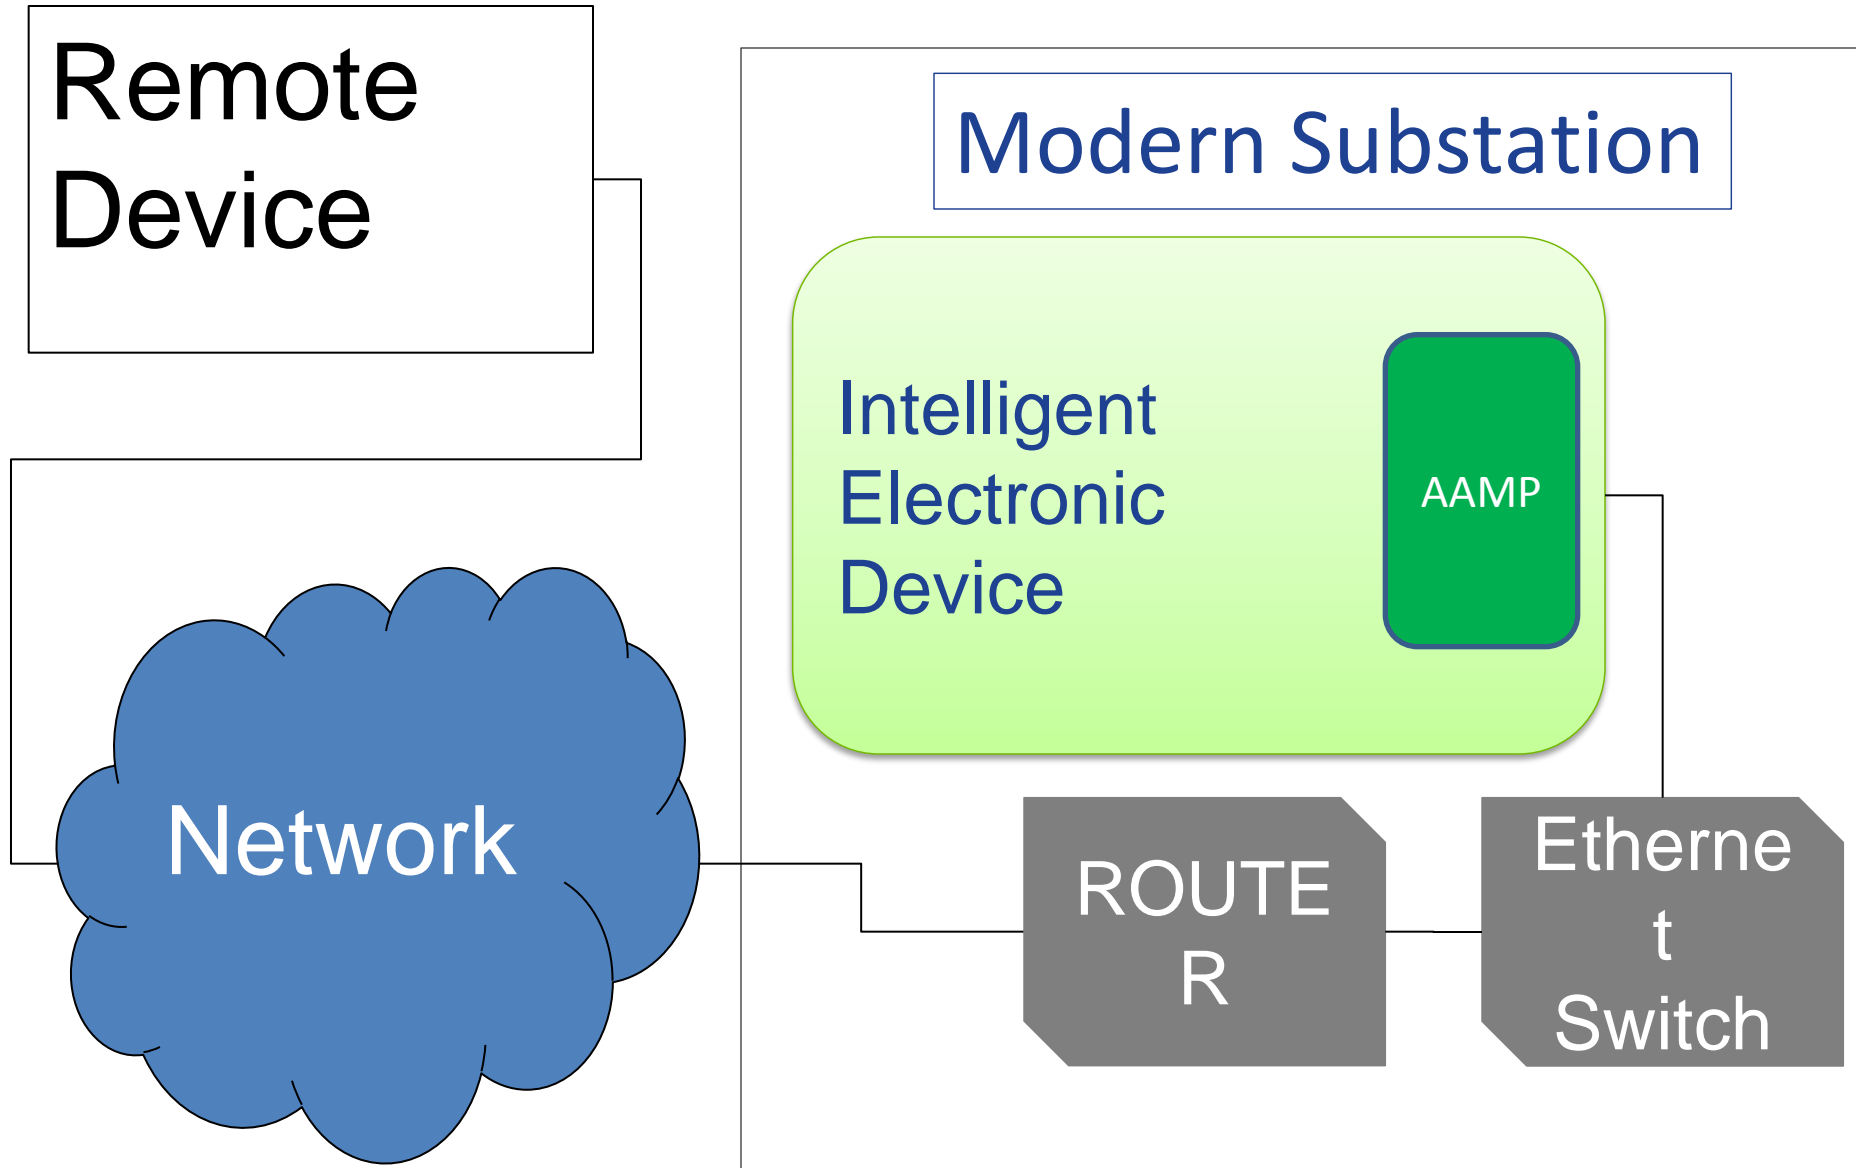 Remote
Device
Modern Substation
Intelligent
Electronic
Device
AAMP
Network
ROUTE
R
Etherne
t
Switch